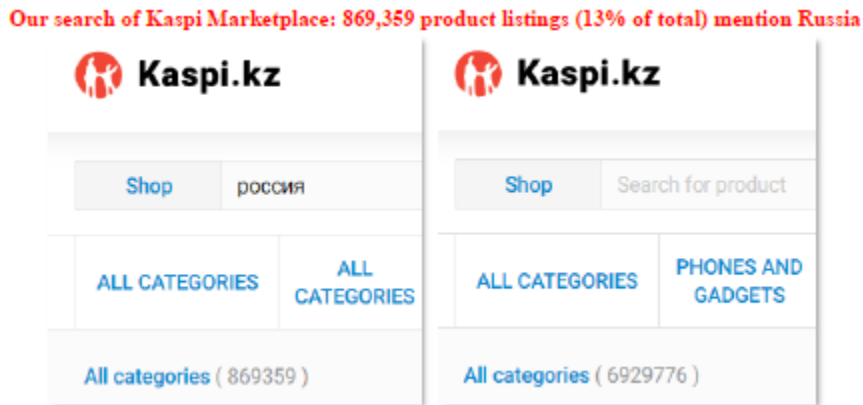 Our search of Kaspi Marketplace: 869,359 product listings (13% of total) mention Russia
Kaspi.kz
Shop россия
ALL CATEGORIES
ALL
CATEGORIES
All categories ( 869359 )
Kaspi.kz
Shop Search for product
ALL CATEGORIES
PHONES AND
GADGETS
All categories ( 6929776 )